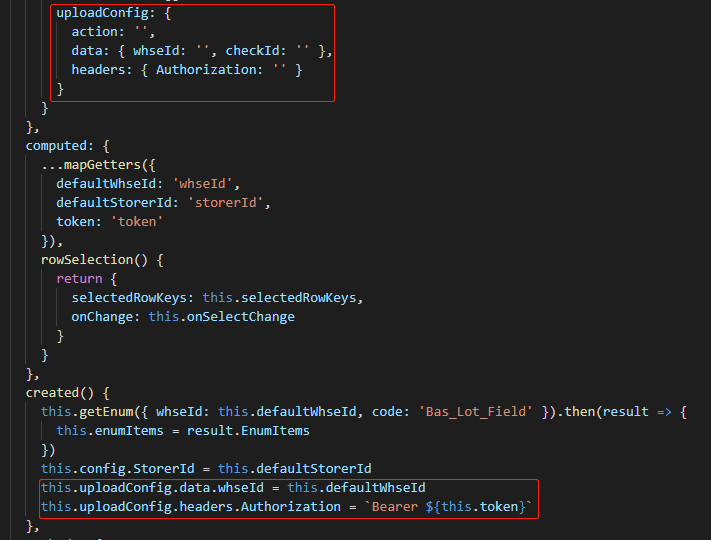 uploadConfig: {
action: '',
data: { whseId: '', checkId: '' },
headers: { Authorization: '' }
}
}
},
computed: {
...mapGetters({
defaultWhseId: 'whseId',
defaultStorerId: 'storerId',
token: 'token'
}),
rowSelection() {
return {
selectedRowKeys: this.selectedRowKeys,
onChange: this.onSelectChange
}
}
},
created() {
this.getEnum({ whseId: this.defaultWhseId, code: 'Bas_Lot_Field' }).then(result => {
this.enumItems = result.EnumItems
})
this.config.StorerId = this.defaultStorerId
this.uploadConfig.data.whseId = this.defaultWhseId
this.uploadConfig.headers.Authorization = `Bearer ${this.token}`
},